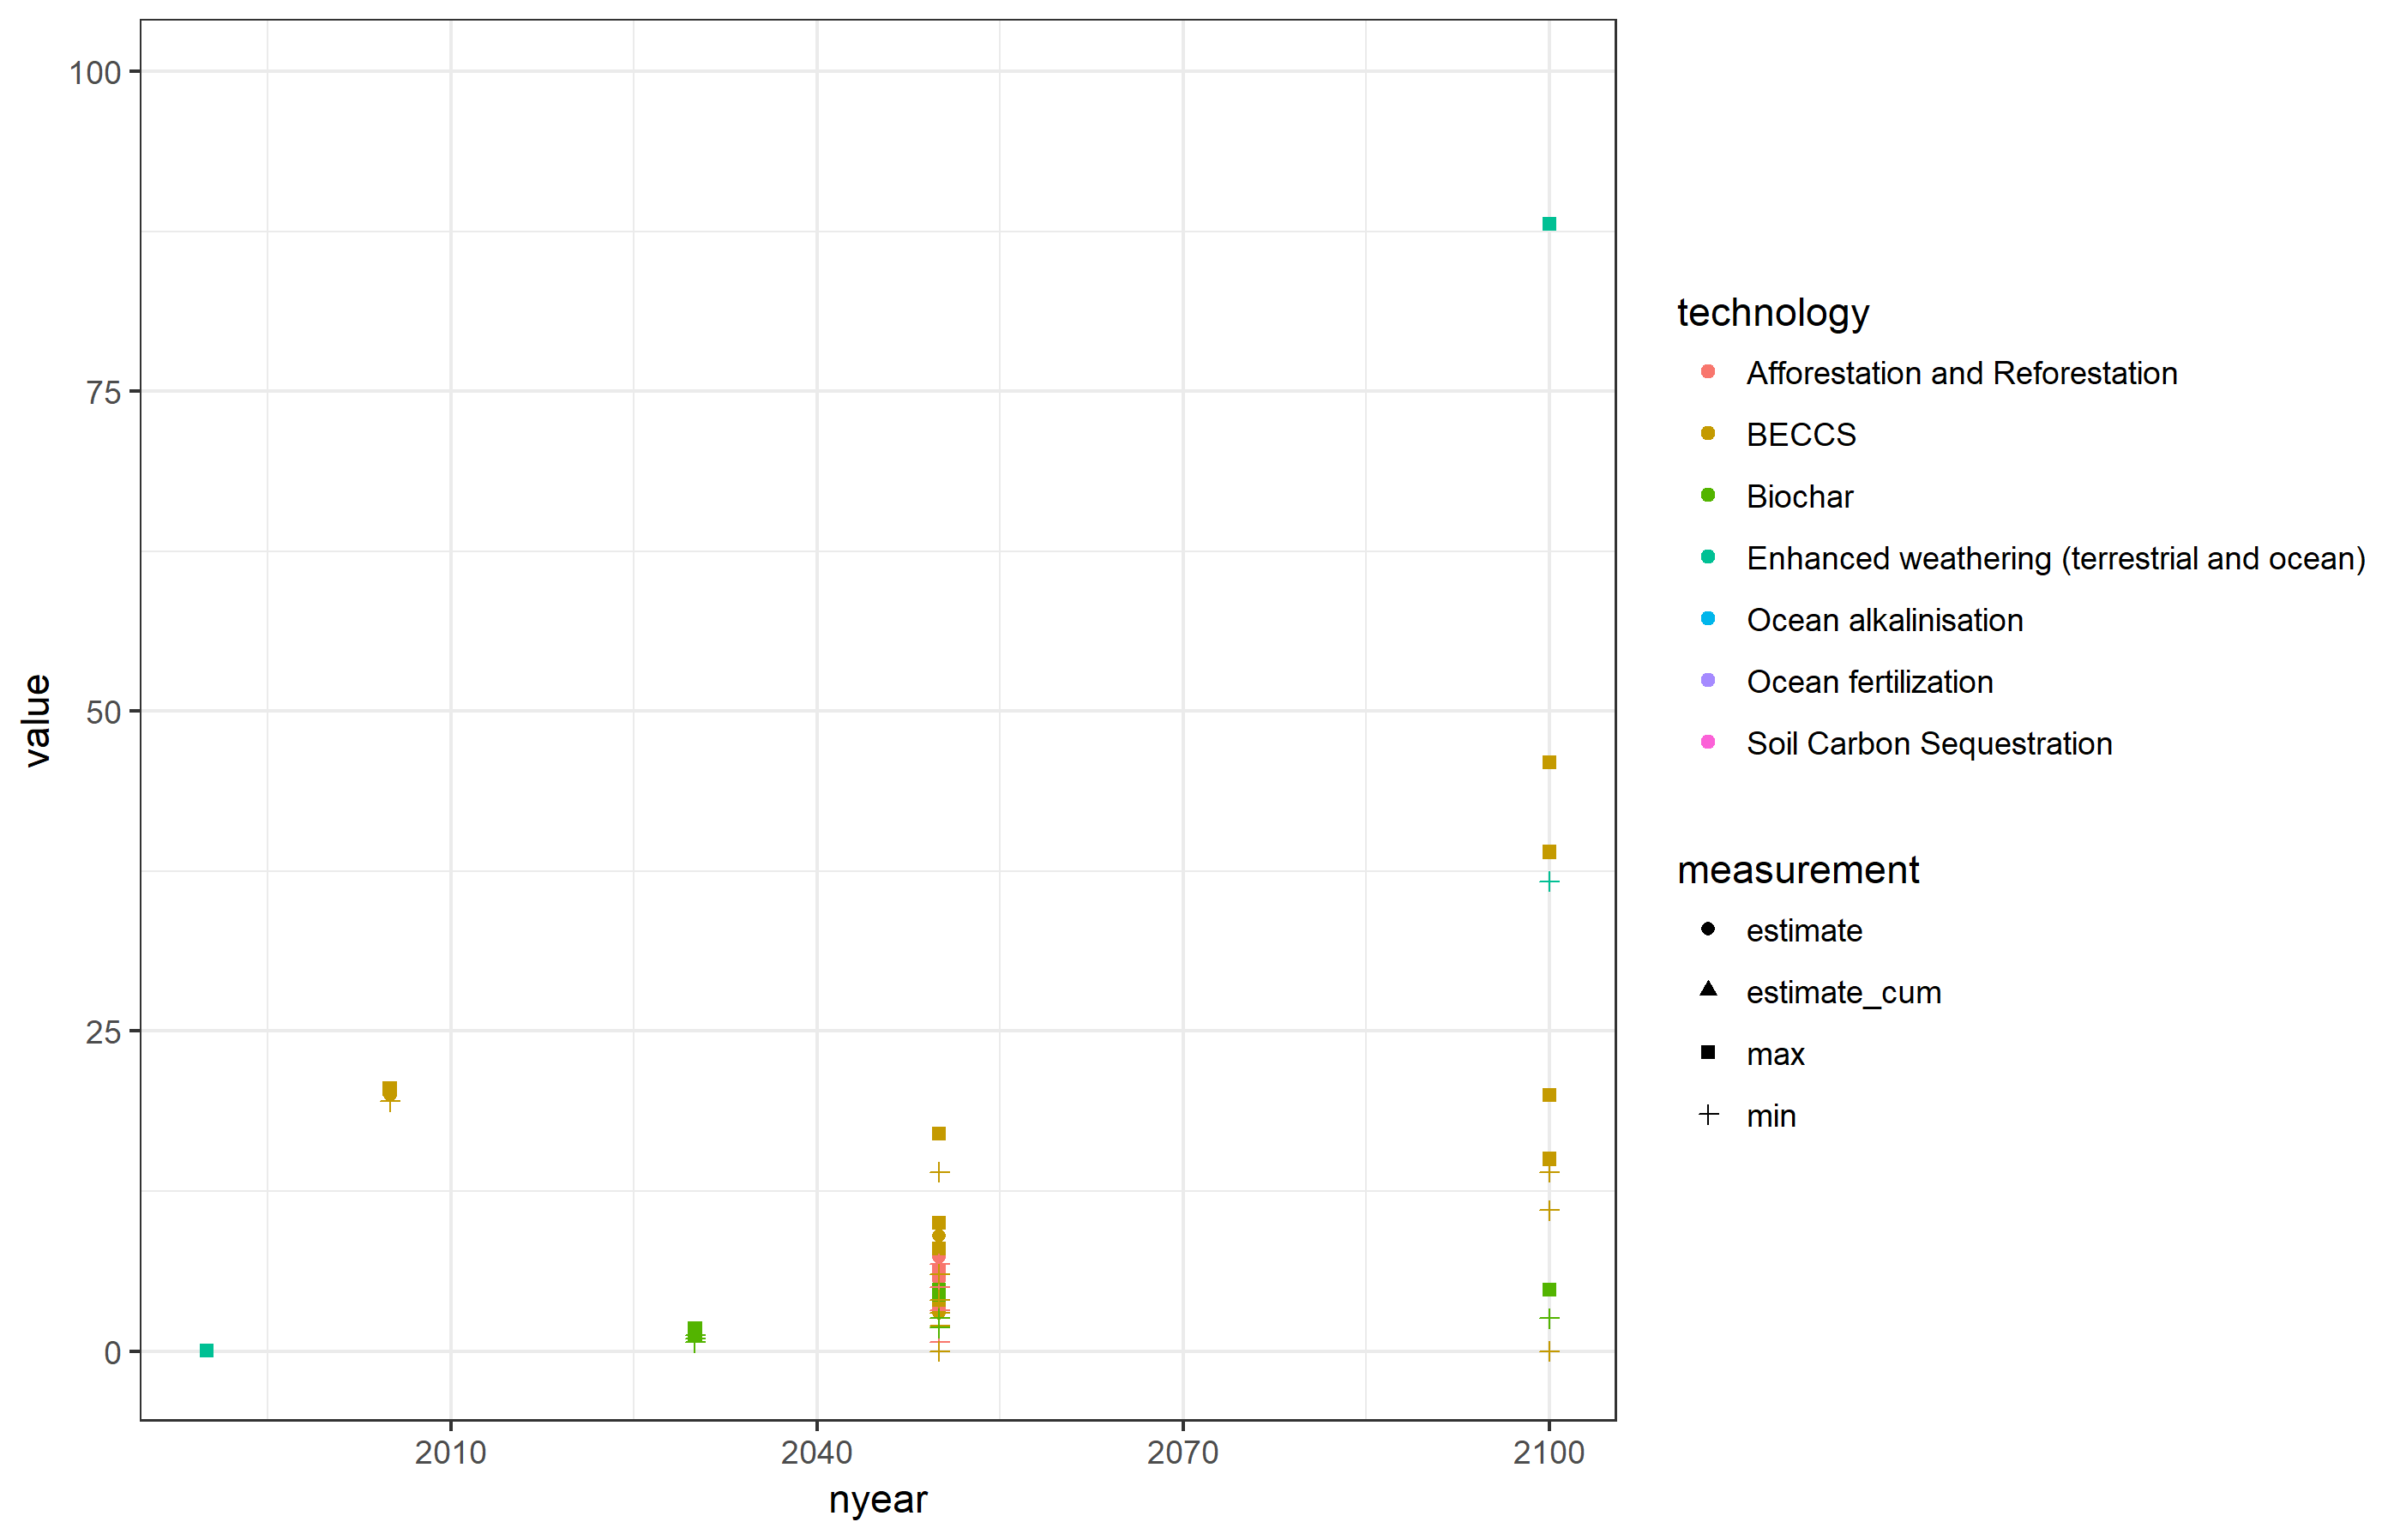 100
75
50
25
0
value
2010
2040
2070
2100
nyear
technology
Afforestation and Reforestation
BECCS
Biochar
Enhanced weathering (terrestrial and ocean)
Ocean alkalinisation
Ocean fertilization
Soil Carbon Sequestration
measurement
estimate
estimate_cum
max
min